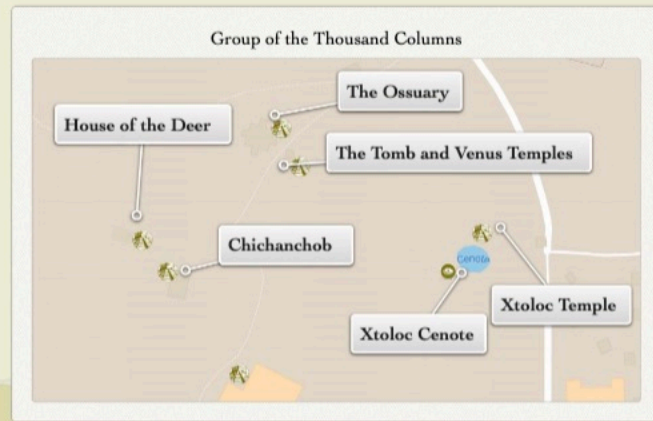 Group of the Thousand Columns
The Ossuary
House of the Deer
The Tomb and Venus Temples
Chichanchob
Cenote
Xtoloc Temple
Xtoloc Cenote